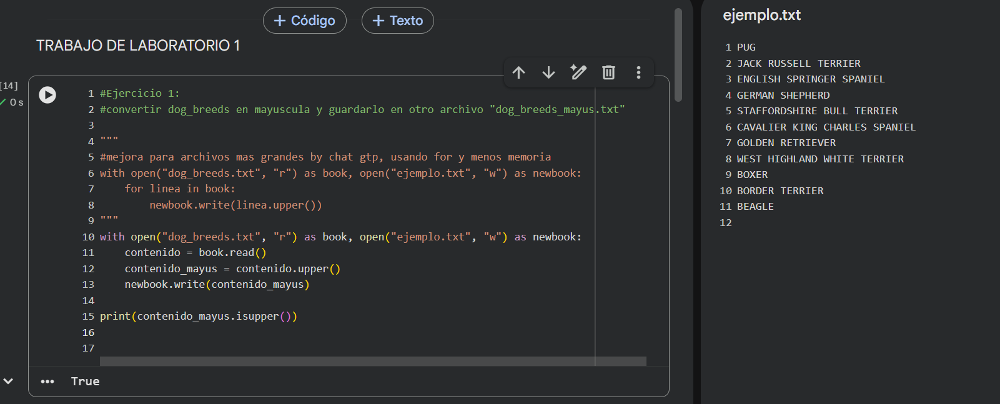 + Código
+ Texto
TRABAJO DE LABORATORIO 1
[14]
0 s
1 #Ejercicio 1:
2 #convertir dog_breeds en mayuscula y guardarlo en otro archivo "dog_breeds_mayus.txt"
3
4 """
5 #mejora para archivos mas grandes by chat gtp, usando for y menos memoria
6 with open("dog_breeds.txt", "r") as book, open("ejemplo.txt", "w") as newbook:
7     for linea in book:
8         newbook.write(linea.upper())
9 """
10 with open("dog_breeds.txt", "r") as book, open("ejemplo.txt", "w") as newbook:
11     contenido = book.read()
12     contenido_mayus = contenido.upper()
13     newbook.write(contenido_mayus)
14
15 print(contenido_mayus.isupper())
16
17
True
ejemplo.txt
1 PUG
2 JACK RUSSELL TERRIER
3 ENGLISH SPRINGER SPANIEL
4 GERMAN SHEPHERD
5 STAFFORDSHIRE BULL TERRIER
6 CAVALIER KING CHARLES SPANIEL
7 GOLDEN RETRIEVER
8 WEST HIGHLAND WHITE TERRIER
9 BOXER
10 BORDER TERRIER
11 BEAGLE
12